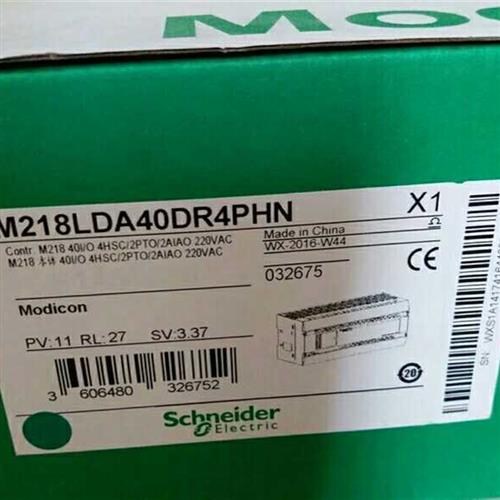 Mo
M218LDA40DR4PHN
X1
Contr. M218 40I/O 4HSC/2PTO/2AIAO 220VAC
M218 本体 40I/O 4HSC/2PTO/2AIAO 220VAC
Made in China
WX-2016-W44
032675
CE
Modicon
PV:11 RL:27 SV:3.37
3 606480 326752
20
Schneider
Electric